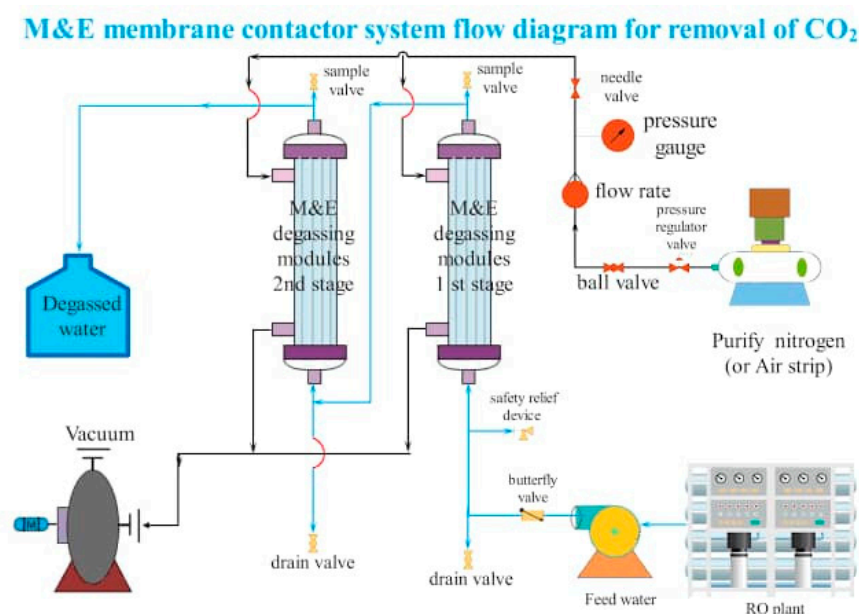 M&E membrane contactor system flow diagram for removal of CO₂
sample
valve
sample
valve
needle
valve
pressure
gauge
flow rate
pressure
regulator
valve
ball valve
Purify nitrogen
(or Air strip)
M&E
degassing
modules
2nd stage
M&E
degassing
modules
1 st stage
Degassed
water
Vacuum
M
safety relief
device
butterfly
valve
drain valve
drain valve
Feed water
RO plant